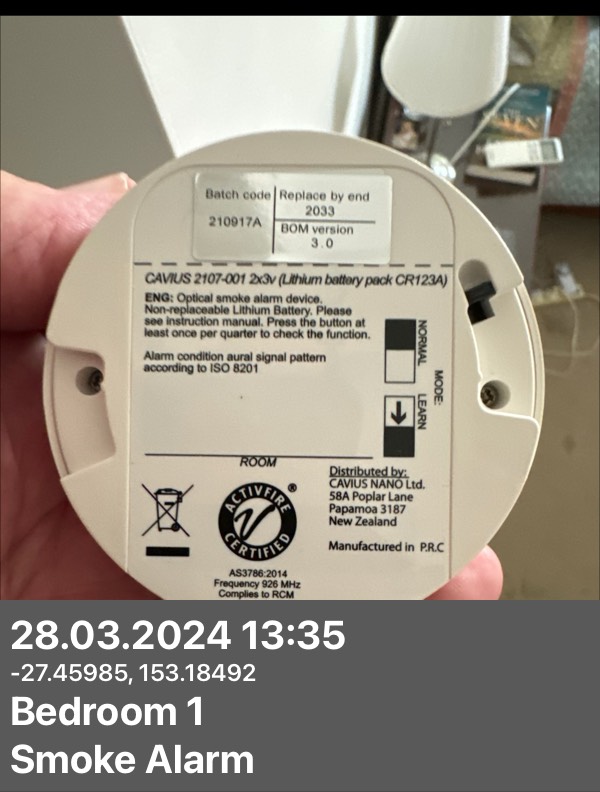 Batch code
210917A
Replace by end
2033
BOM version
3.0
CAVIUS 2107-001 2x3v (Lithium battery pack CR123A)
ENG: Optical smoke alarm device.
Non-replaceable Lithium Battery. Please
see instruction manual. Press the button at
least once per quarter to check the function.
Alarm condition aural signal pattern
according to ISO 8201
NORMAL
MODE:
LEARN
ROOM
ACTIVFIRE
®
CERTIFIED
AS3786:2014
Frequency 926 MHz
Complies to RCM
Distributed by:
CAVIUS NANO Ltd.
58A Poplar Lane
Papamoa 3187
New Zealand
Manufactured in P.R.C
28.03.2024 13:35
-27.45985, 153.18492
Bedroom 1
Smoke Alarm